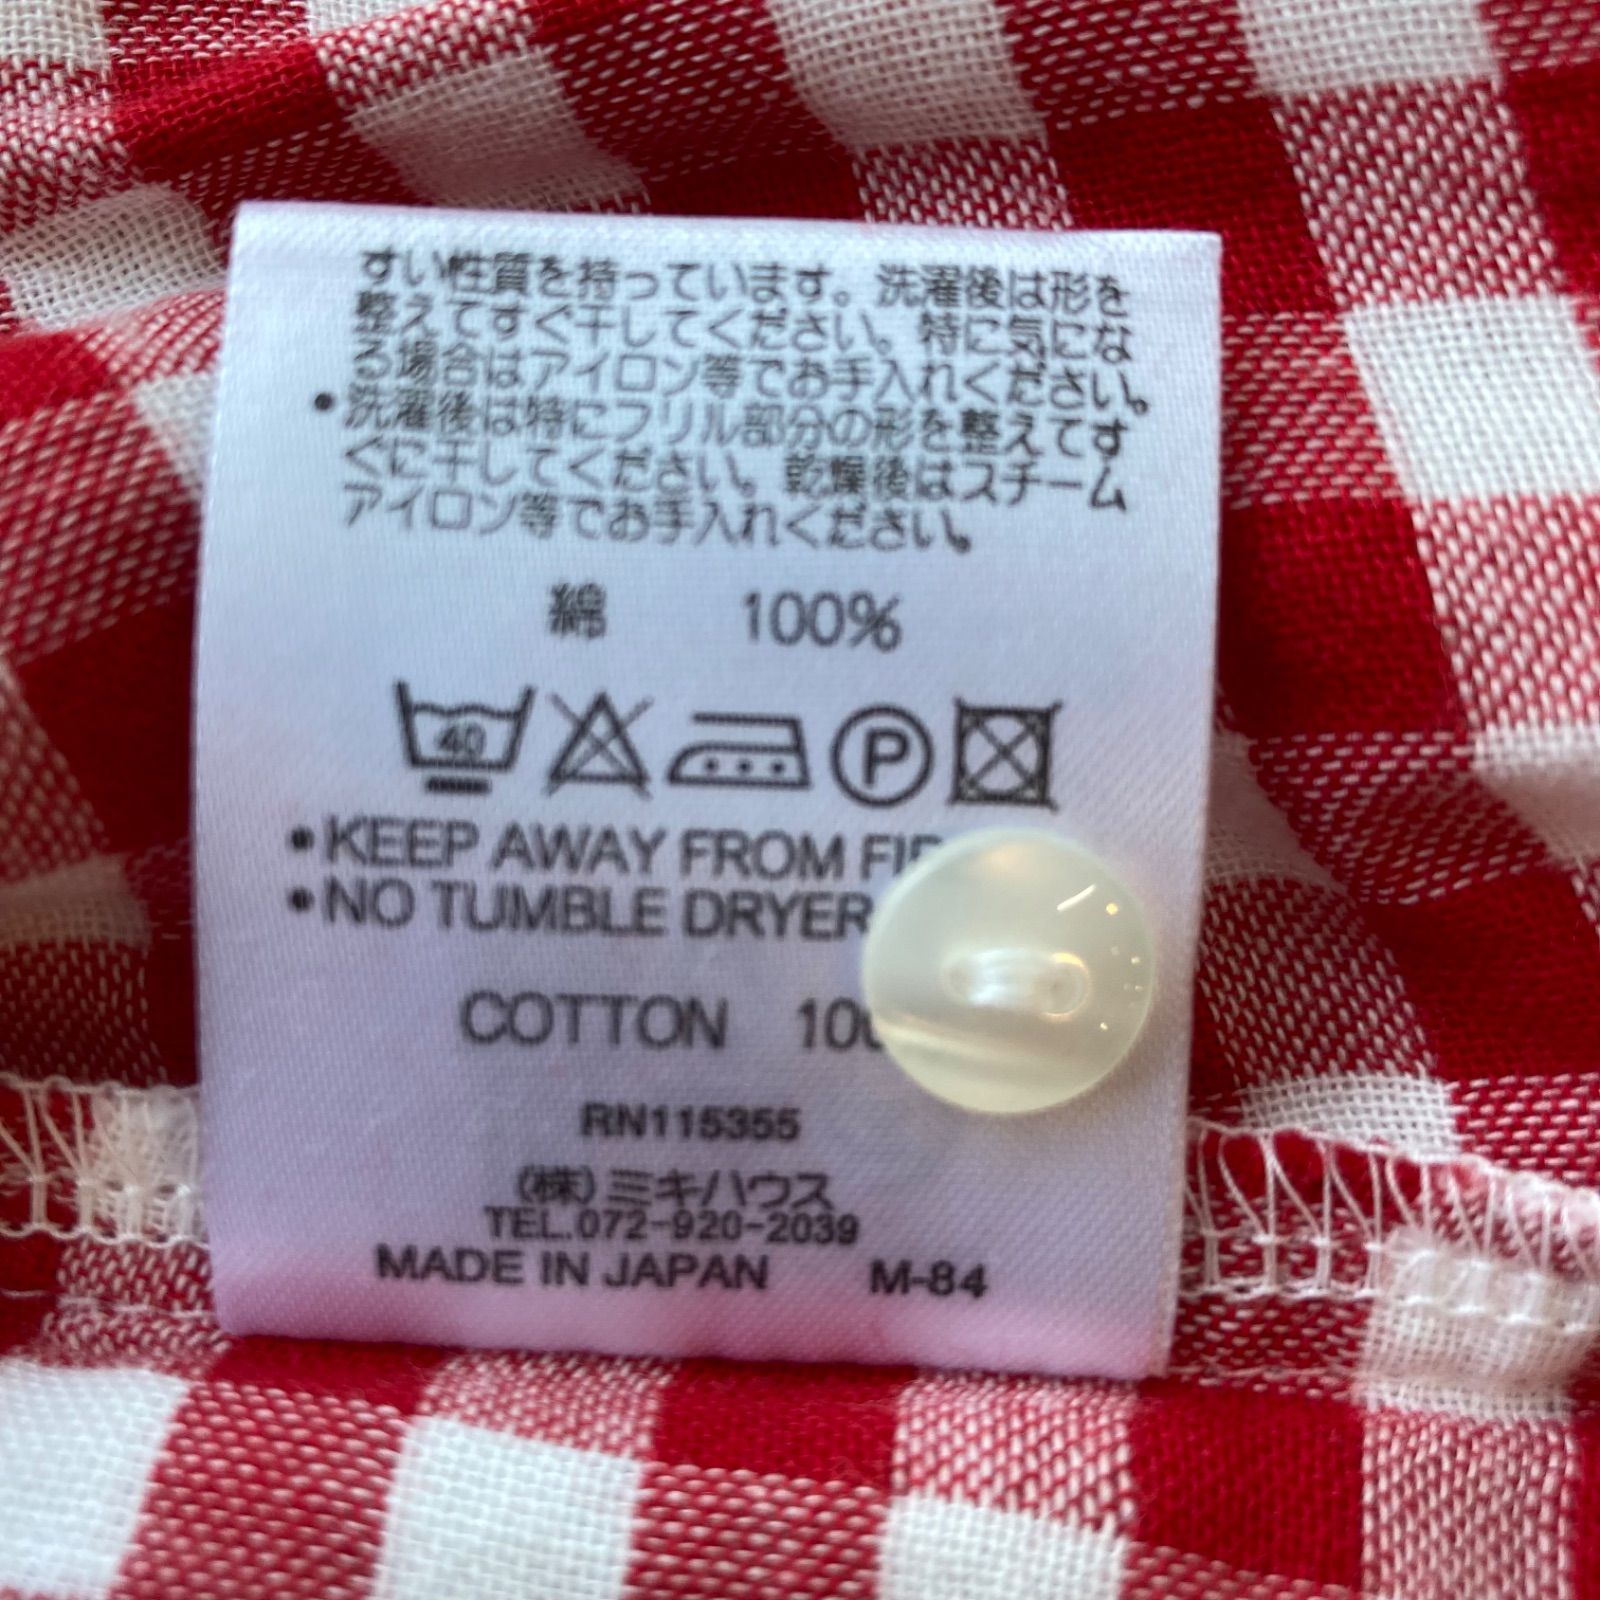 すい性質を持っています。洗濯後は形を
整えてすぐ干してください。特に気にな
る場合はアイロン等でお手入れください。
•洗濯後は特にフリル部分の形を整えてす
ぐに干してください。乾燥後はスチーム
アイロン等でお手入れください。
綿 100%
40 P
•KEEP AWAY FROM
•NO TUMBLE DRYER
COTTON
RN115355
(株)ミキハウス
TEL.072-920-2039
MADE IN JAPAN M-84